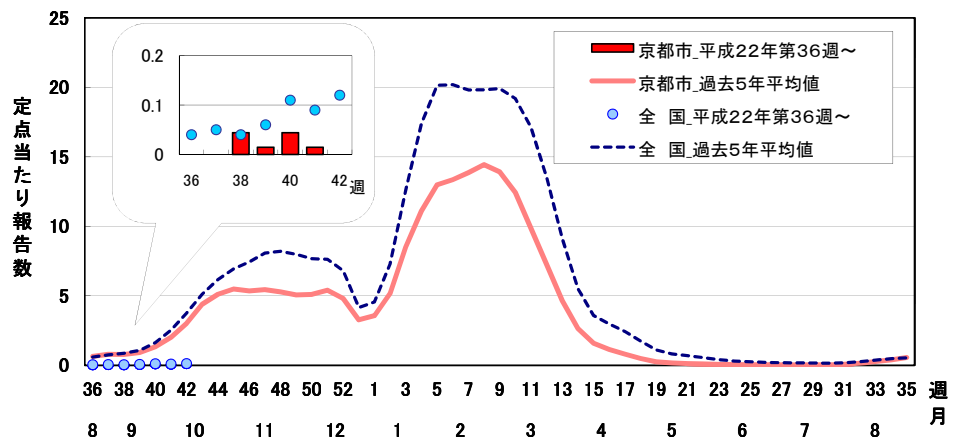 25
20
15
10
5
0
定点当たり報告数
0.2
0.1
0
36 38 40 42 週
京都市_平成22年第36週～
京都市_過去5年平均値
全　国_平成22年第36週～
全　国_過去5年平均値
36 38 40 42 44 46 48 50 52 1 3 5 7 9 11 13 15 17 19 21 23 25 27 29 31 33 35 週
8 9 10 11 12 1 2 3 4 5 6 7 8 月